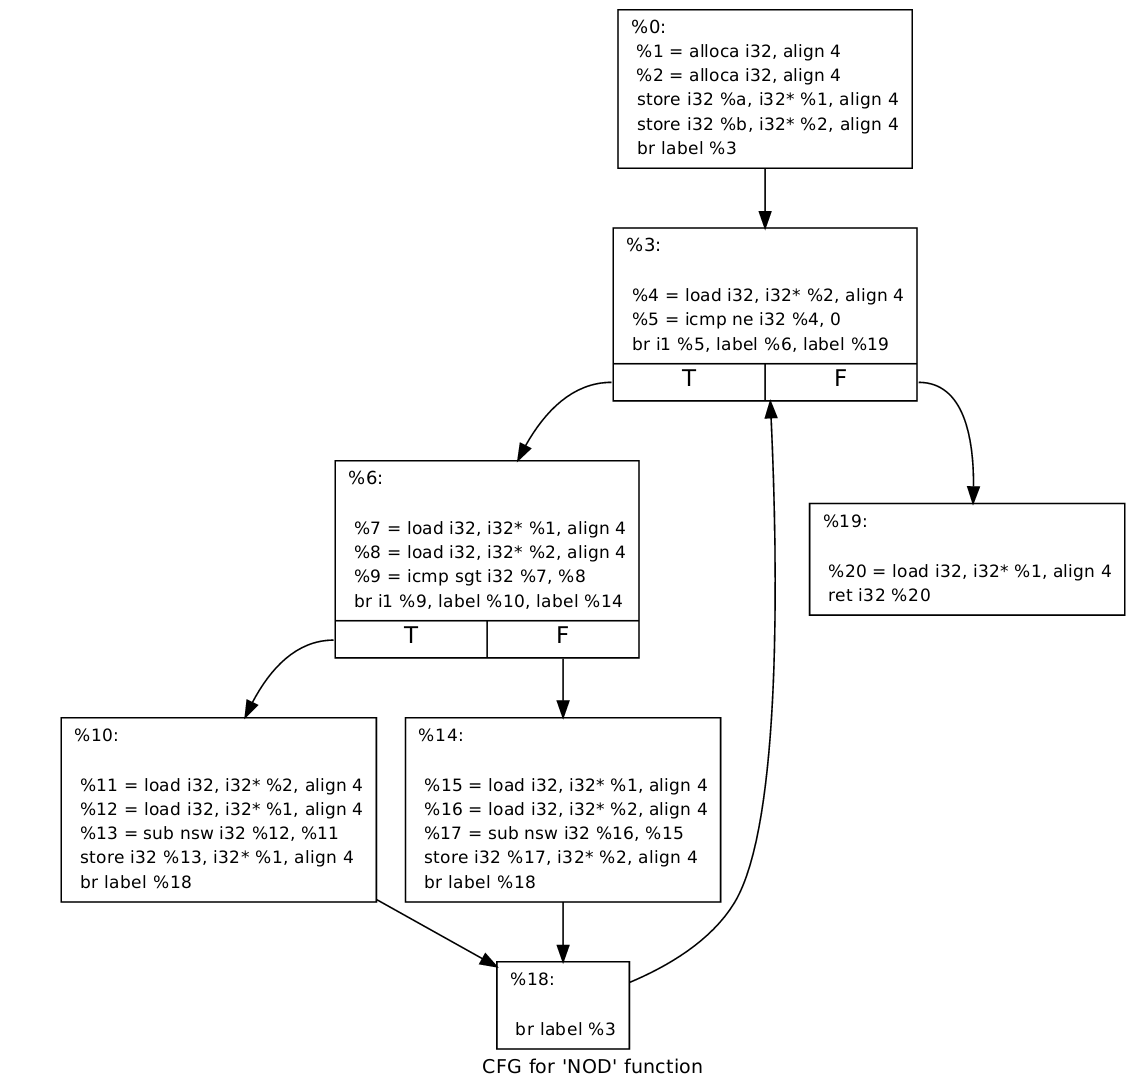 %0:
%1 = alloca i32, align 4
%2 = alloca i32, align 4
store i32 %a, i32* %1, align 4
store i32 %b, i32* %2, align 4
br label %3
%3:
%4 = load i32, i32* %2, align 4
%5 = icmp ne i32 %4, 0
br i1 %5, label %6, label %19
T F
%6:
%7 = load i32, i32* %1, align 4
%8 = load i32, i32* %2, align 4
%9 = icmp sgt i32 %7, %8
br i1 %9, label %10, label %14
T F
%19:
%20 = load i32, i32* %1, align 4
ret i32 %20
%10:
%11 = load i32, i32* %2, align 4
%12 = load i32, i32* %1, align 4
%13 = sub nsw i32 %12, %11
store i32 %13, i32* %1, align 4
br label %18
%14:
%15 = load i32, i32* %1, align 4
%16 = load i32, i32* %2, align 4
%17 = sub nsw i32 %16, %15
store i32 %17, i32* %2, align 4
br label %18
%18:
br label %3
CFG for 'NOD' function